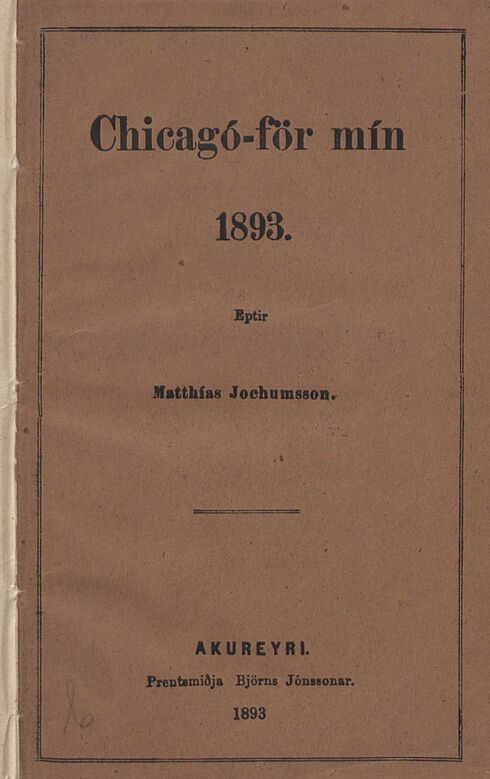 Chicagó-för mín
1893.
Eptir
Matthías Jochumsson.
AKUREYRI.
Prentsmiðja Björns Jónssonar.
1893